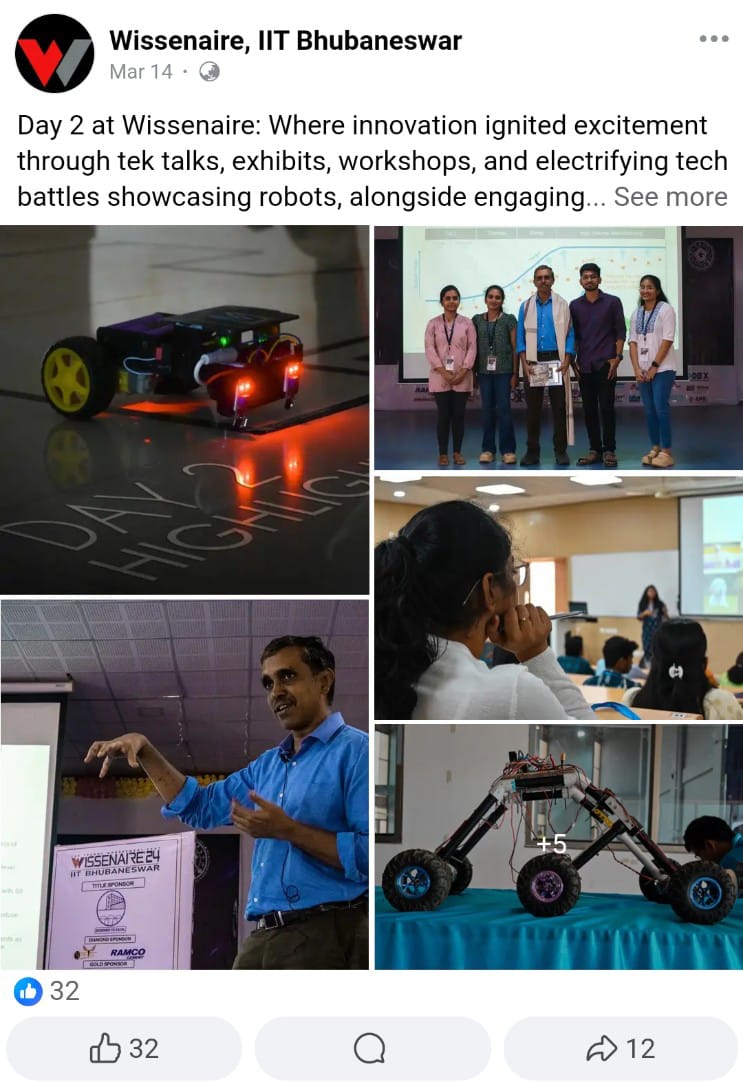 Wissenaire, IIT Bhubaneswar
Mar 14
Day 2 at Wissenaire: Where innovation ignited excitement
through tek talks, exhibits, workshops, and electrifying tech
battles showcasing robots, alongside engaging... See more
DAY 2
HIGHLIGH
WISSENAIRE 24
IIT BHUBANESWAR
TITLE SPONSOR
DIAMOND SPONSOR
RAMCO
GOLD SPONSOR
+5
32
32
12